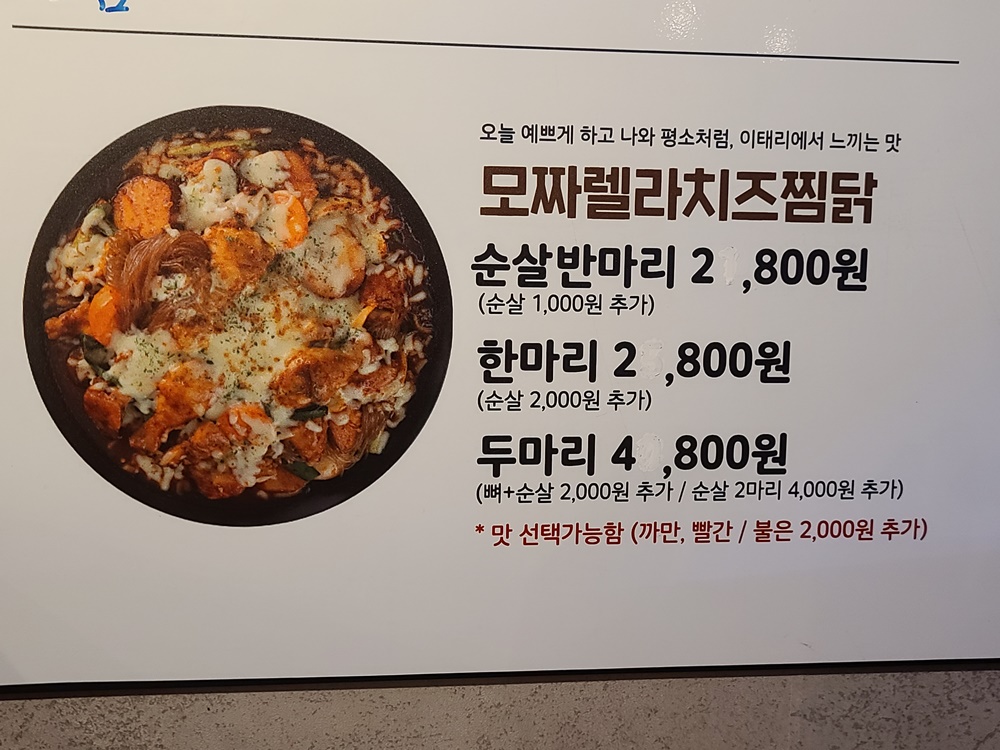 오늘 예쁘게 하고 나와 평소처럼, 이태리에서 느끼는 맛
모짜렐라치즈찜닭
순살반마리 2 ,800원
(순살 1,000원 추가)
한마리 2 ,800원
(순살 2,000원 추가)
두마리 4 ,800원
(뼈+순살 2,000원 추가 / 순살 2마리 4,000원 추가)
* 맛 선택가능함 (까만, 빨간 / 불은 2,000원 추가)